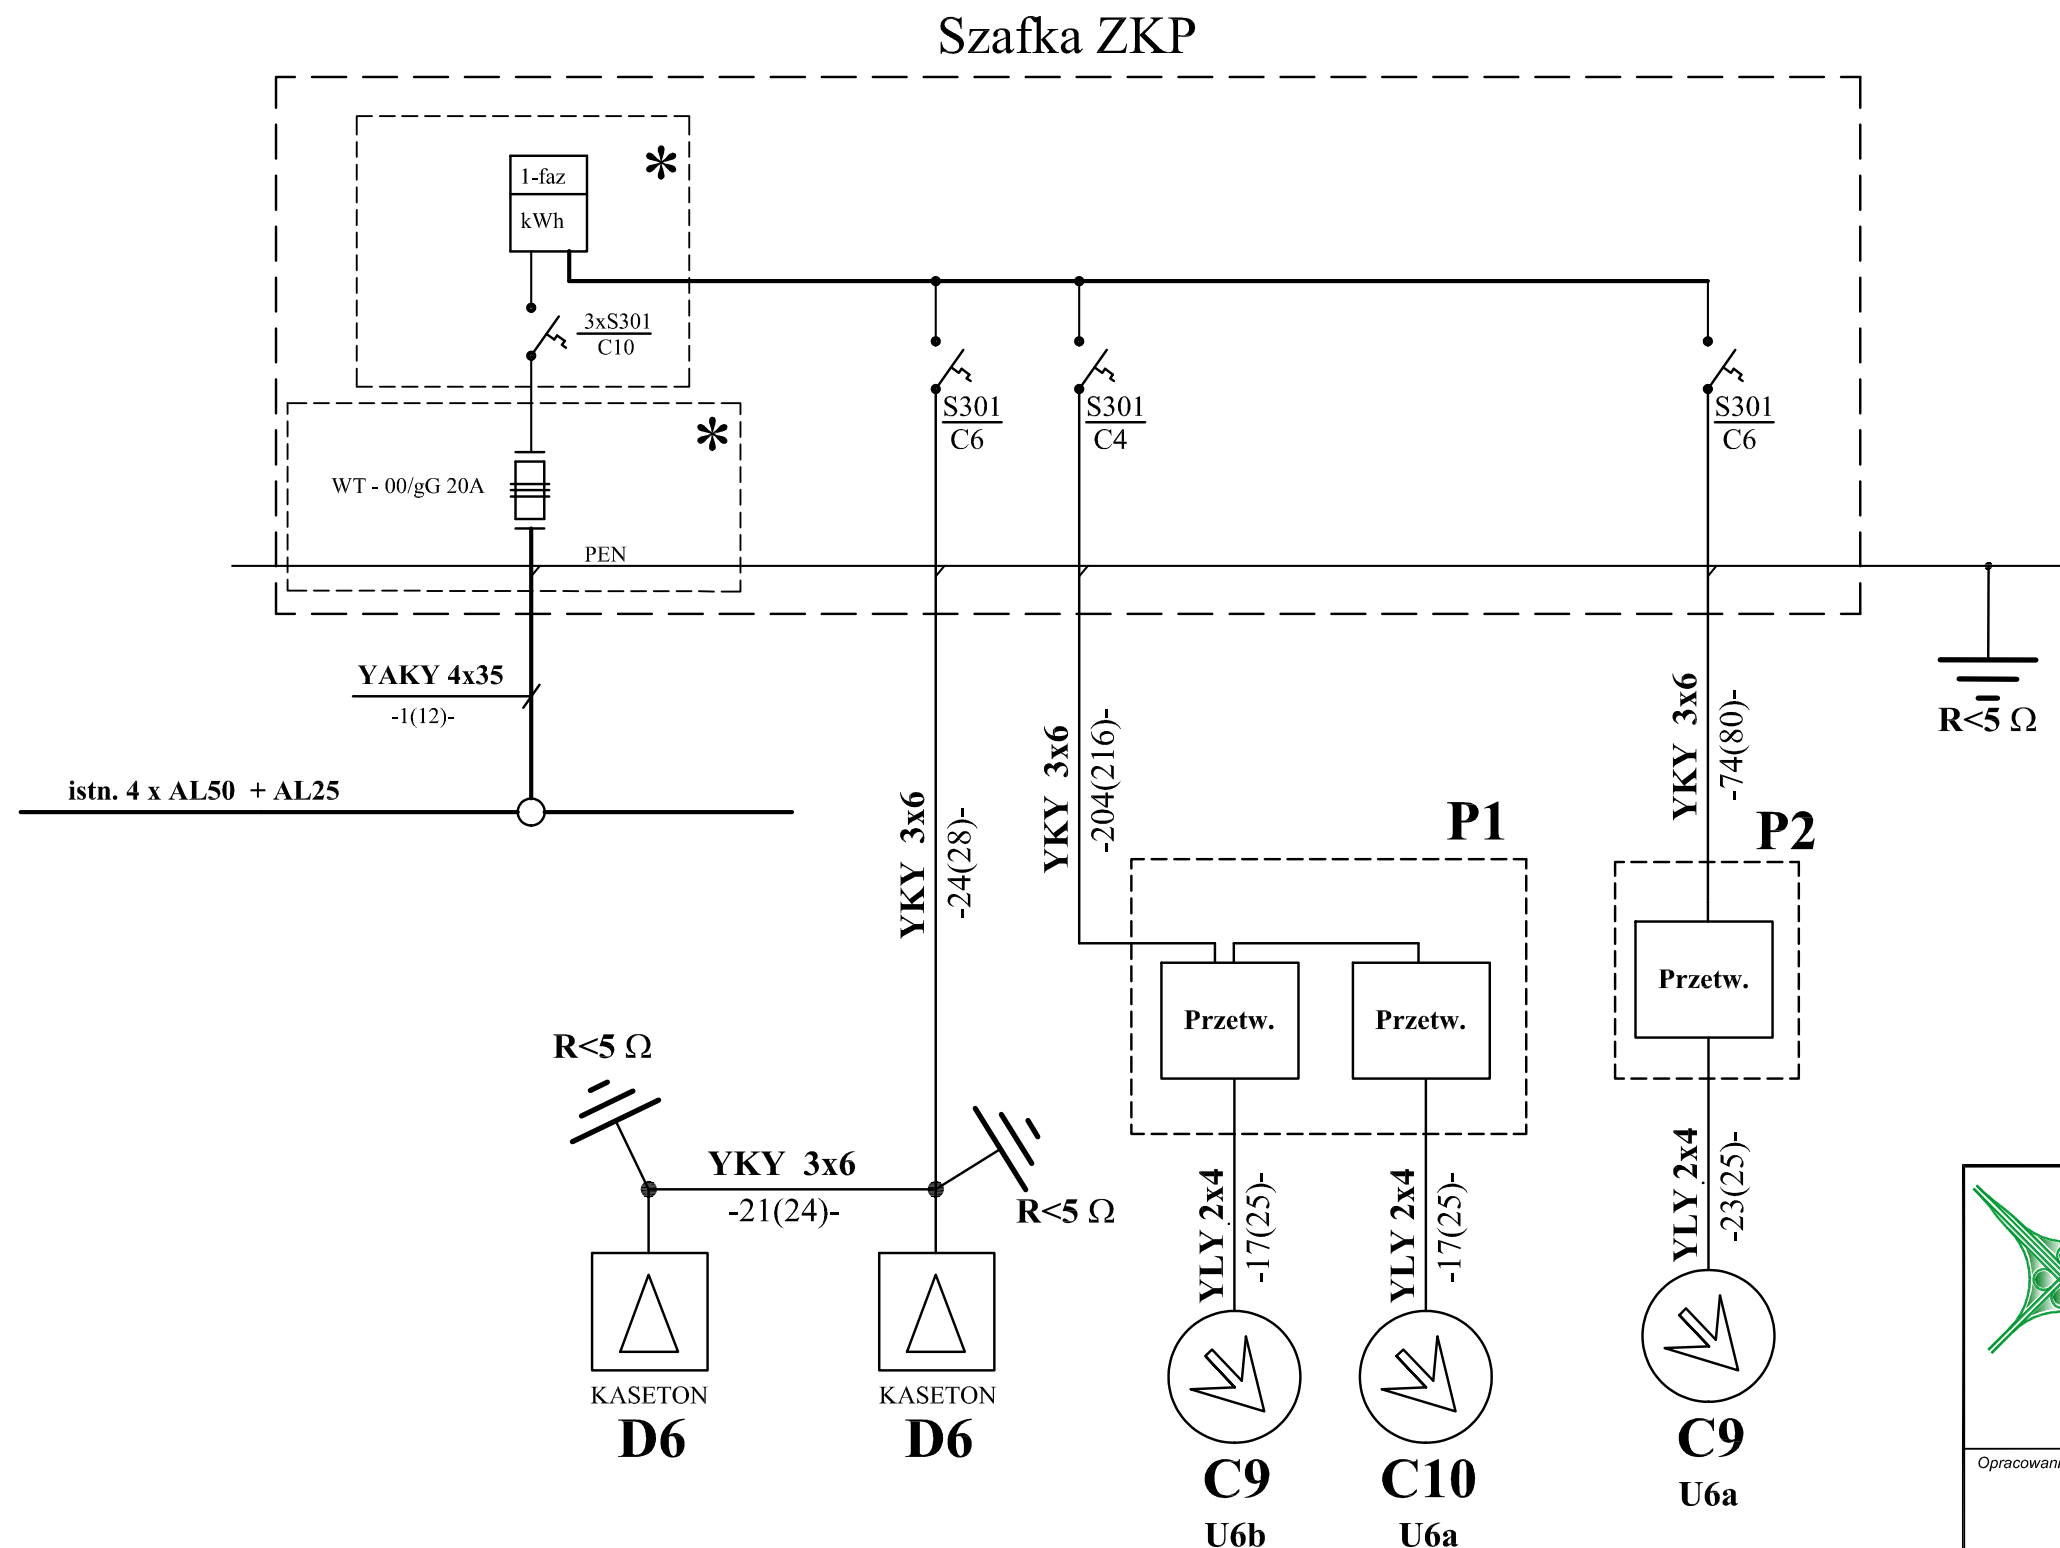 Szafka ZKP
1-faz
kWh
*
3xS301
C10
*
WT - 00/gG 20A
PEN
S301
C6
S301
C4
S301
C6
YAKY 4x35
-1(12)-
istn. 4 x AL50 + AL25
YKY 3x6
-24(28)-
YKY 3x6
-204(216)-
YKY 3x6
-74(80)-
R<5 Ω
P1
P2
Przetw.
Przetw.
Przetw.
R<5 Ω
YKY 3x6
-21(24)-
R<5 Ω
YLY 2x4
-17(25)-
YLY 2x4
-17(25)-
YLY 2x4
-23(25)-
KASETON
D6
KASETON
D6
C9
U6b
C10
U6a
C9
U6a